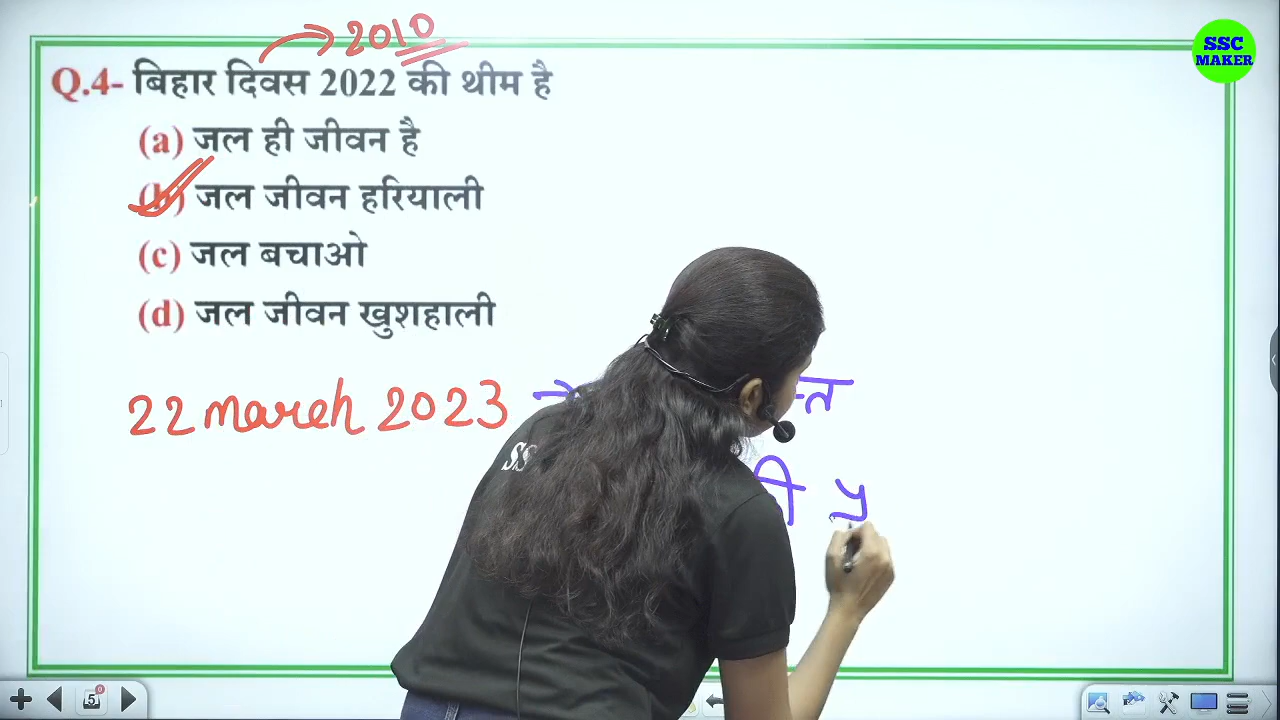 2010
SSC
MAKER
Q.4- बिहार दिवस 2022 की थीम है
(a) जल ही जीवन है
(b) जल जीवन हरियाली
(c) जल बचाओ
(d) जल जीवन खुशहाली
22 march 2023
5